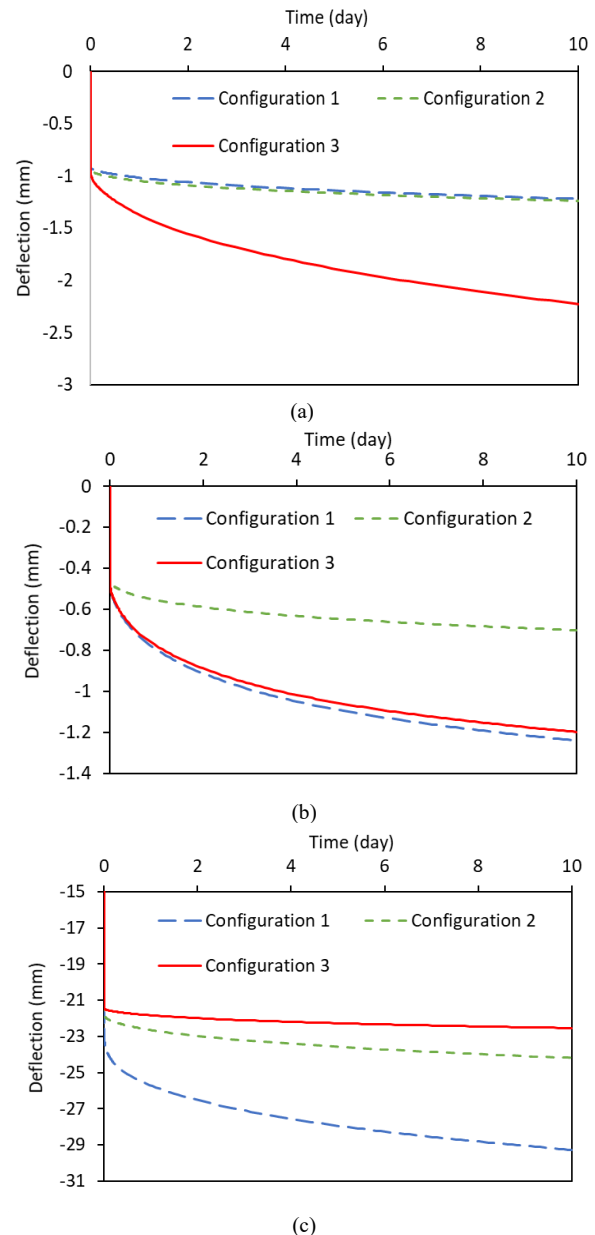 Time (day)
0 2 4 6 8 10
0
-0.5
-1
-1.5
-2
-2.5
-3
Deflection (mm)
Configuration 1 Configuration 2
Configuration 3
(a)
Time (day)
0 2 4 6 8 10
0
-0.2
-0.4
-0.6
-0.8
-1
-1.2
-1.4
Deflection (mm)
Configuration 1 Configuration 2
Configuration 3
(b)
Time (day)
0 2 4 6 8 10
-15
-17
-19
-21
-23
-25
-27
-29
-31
Deflection (mm)
Configuration 1 Configuration 2
Configuration 3
(c)